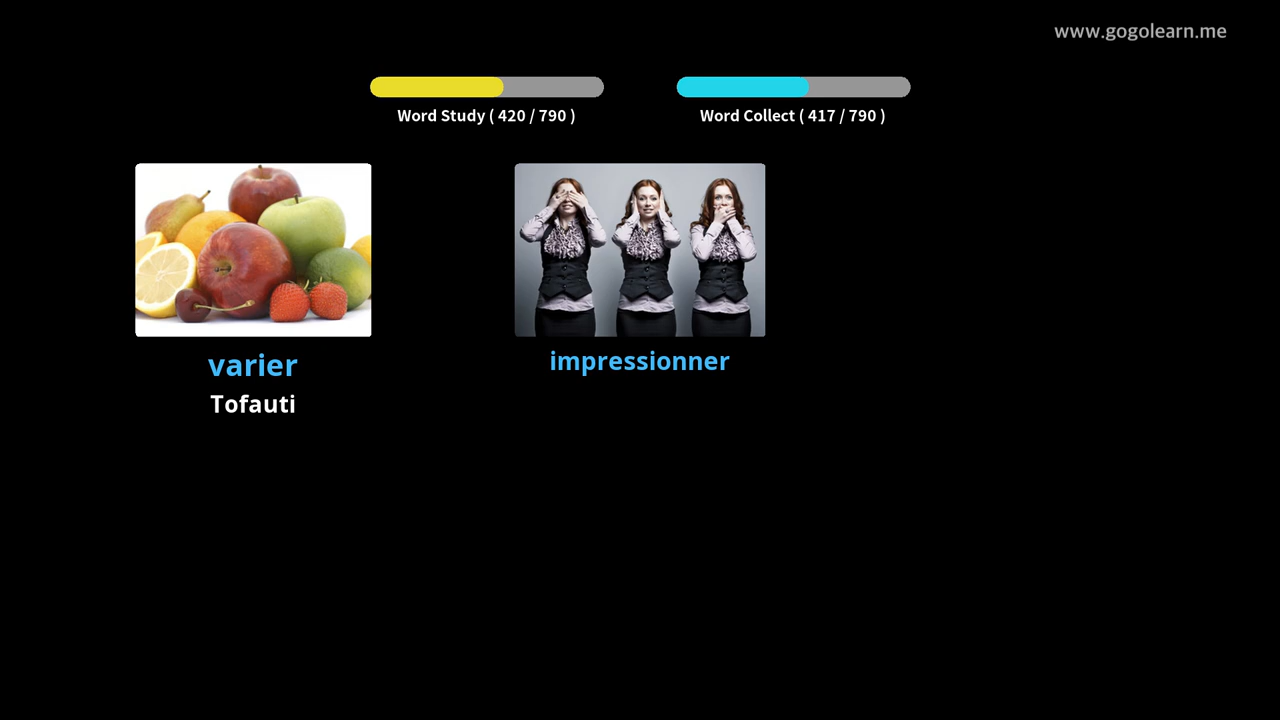 www.gogolearn.me
Word Study ( 420 / 790 )
Word Collect ( 417 / 790 )
varier
Tofauti
impressionner